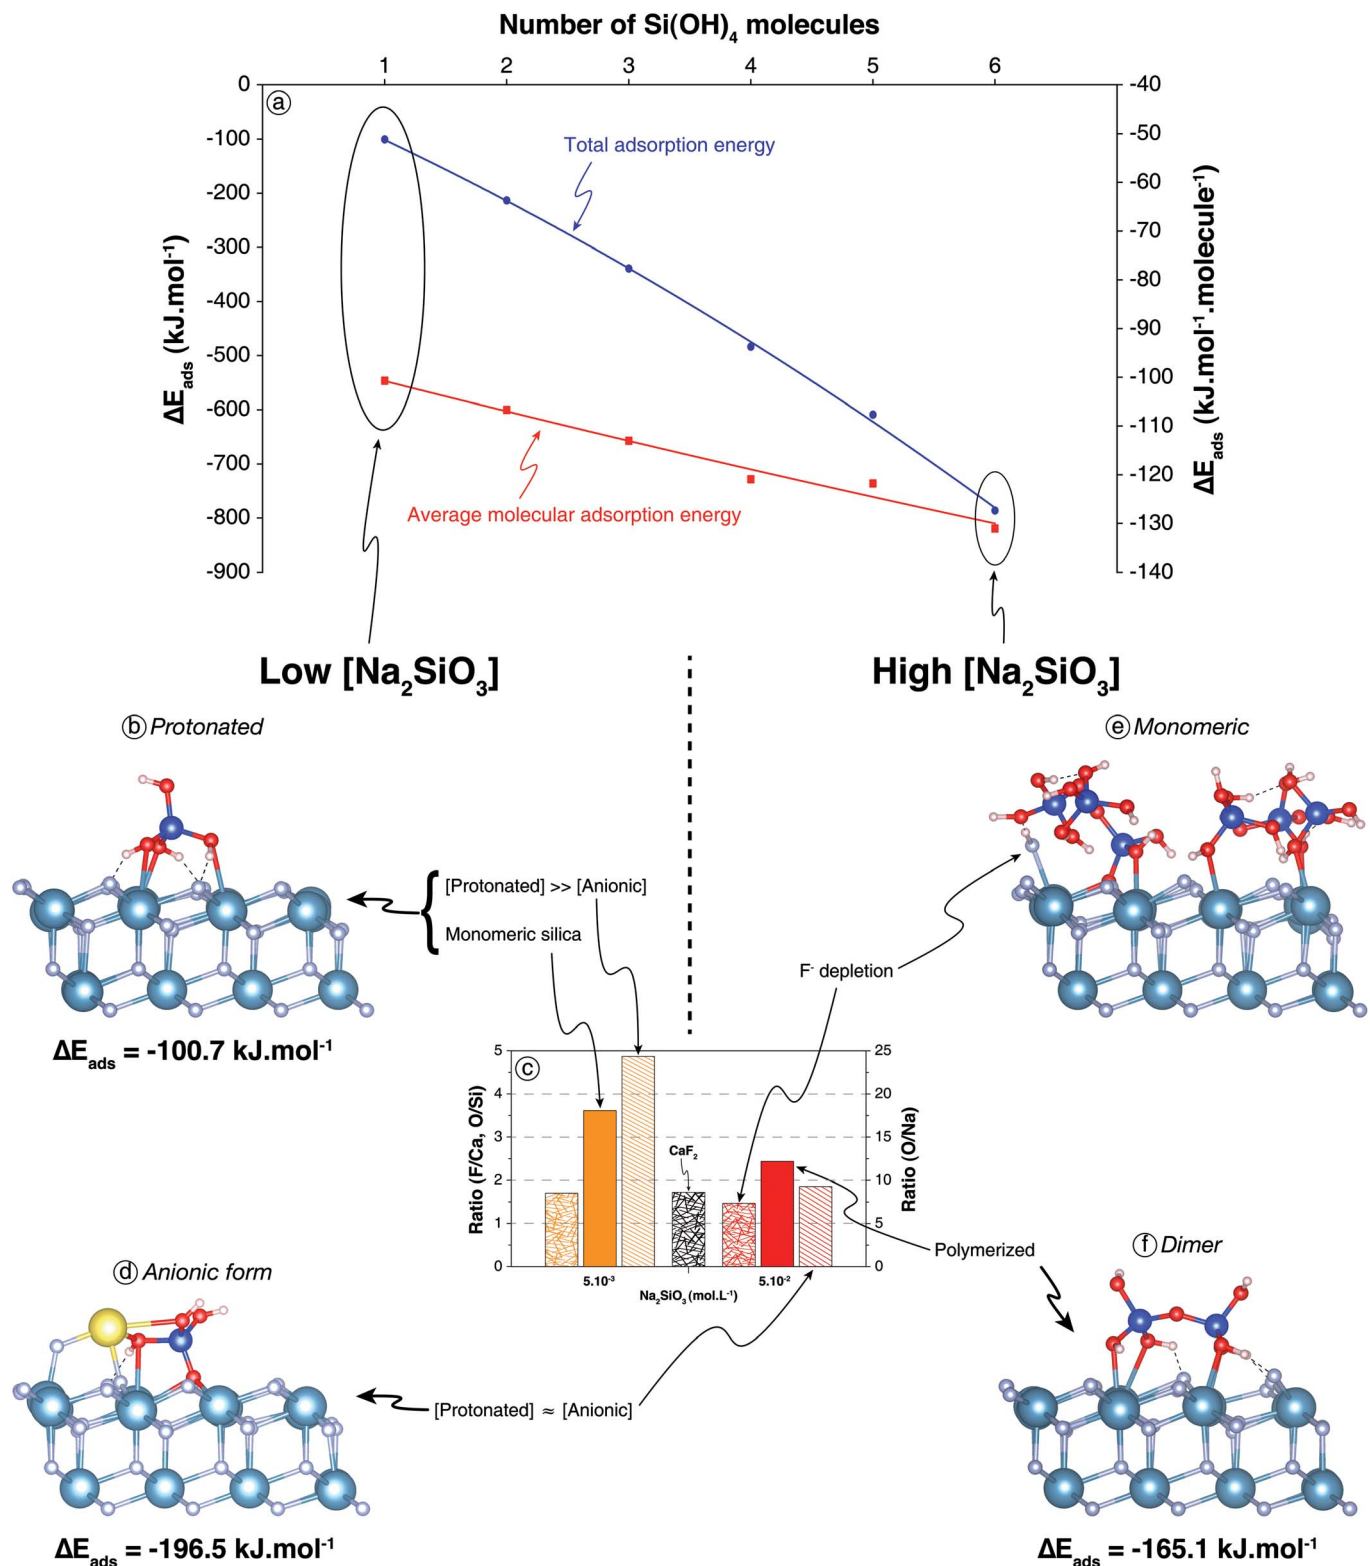 Number of Si(OH)₄ molecules
1 2 3 4 5 6
ⓐ
0
-100
-200
-300
-400
-500
-600
-700
-800
-900
ΔE_ads (kJ.mol⁻¹)
-40
-50
-60
-70
-80
-90
-100
-110
-120
-130
-140
ΔE_ads (kJ.mol⁻¹.molecule⁻¹)
Total adsorption energy
Average molecular adsorption energy
Low [Na₂SiO₃]
High [Na₂SiO₃]
ⓑ Protonated
ⓔ Monomeric
[Protonated] >> [Anionic]
Monomeric silica
F⁻ depletion
ΔE_ads = -100.7 kJ.mol⁻¹
ⓒ
5
4
3
2
1
0
Ratio (F/Ca, O/Si)
25
20
15
10
5
0
Ratio (O/Na)
CaF₂
5.10⁻³
5.10⁻²
Na₂SiO₃ (mol.L⁻¹)
Polymerized
ⓓ Anionic form
ⓕ Dimer
[Protonated] ≈ [Anionic]
ΔE_ads = -196.5 kJ.mol⁻¹
ΔE_ads = -165.1 kJ.mol⁻¹